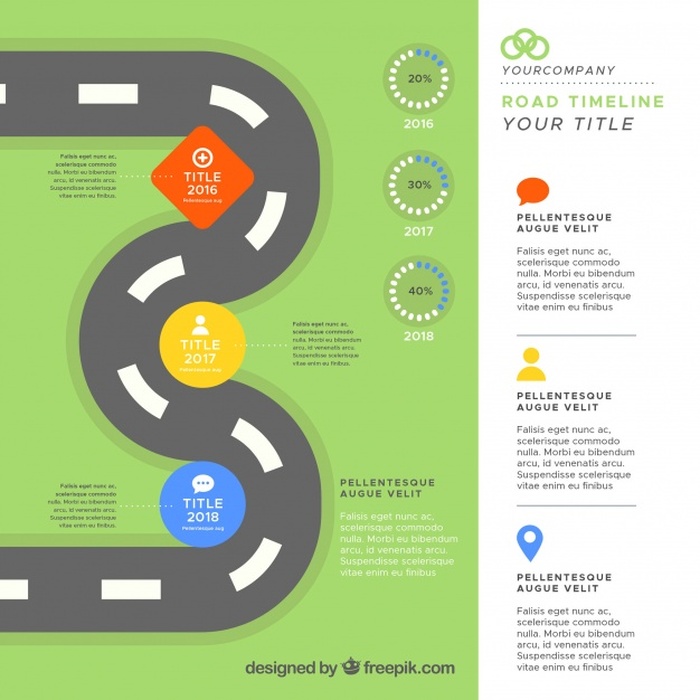 20%
2016
30%
2017
40%
2018
Falisis eget nunc ac,
scelerisque commodo
nulla. Morbi eu bibendum
arcu, id venenatis arcu.
Suspendisse scelerisque
vitae enim eu finibus.
TITLE
2016
Pellentesque aug
TITLE
2017
Pellentesque aug
Falisis eget nunc ac,
scelerisque commodo
nulla. Morbi eu bibendum
arcu, id venenatis arcu.
Suspendisse scelerisque
vitae enim eu finibus.
Falisis eget nunc ac,
scelerisque commodo
nulla. Morbi eu bibendum
arcu, id venenatis arcu.
Suspendisse scelerisque
vitae enim eu finibus.
TITLE
2018
Pellentesque aug
PELLENTESQUE
AUGUE VELIT
Falisis eget nunc ac,
scelerisque commodo
nulla. Morbi eu bibendum
arcu, id venenatis arcu.
Suspendisse scelerisque
vitae enim eu finibus
designed by freepik.com
YOURCOMPANY
ROAD TIMELINE
YOUR TITLE
PELLENTESQUE
AUGUE VELIT
Falisis eget nunc ac,
scelerisque commodo
nulla. Morbi eu bibendum
arcu, id venenatis arcu.
Suspendisse scelerisque
vitae enim eu finibus
PELLENTESQUE
AUGUE VELIT
Falisis eget nunc ac,
scelerisque commodo
nulla. Morbi eu bibendum
arcu, id venenatis arcu.
Suspendisse scelerisque
vitae enim eu finibus
PELLENTESQUE
AUGUE VELIT
Falisis eget nunc ac,
scelerisque commodo
nulla. Morbi eu bibendum
arcu, id venenatis arcu.
Suspendisse scelerisque
vitae enim eu finibus